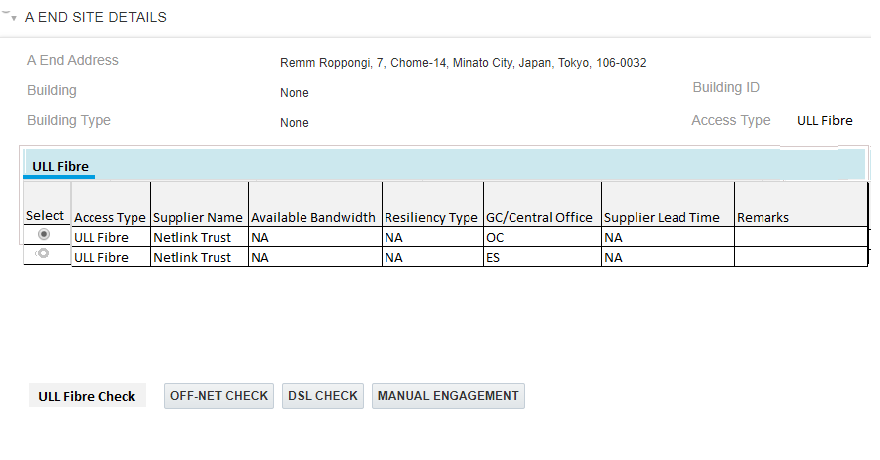 A END SITE DETAILS
A End Address Remm Roppongi, 7, Chome-14, Minato City, Japan, Tokyo, 106-0032
Building None Building ID
Building Type None Access Type ULL Fibre
ULL Fibre
Select Access Type Supplier Name Available Bandwidth Resiliency Type GC/Central Office Supplier Lead Time Remarks
ULL Fibre Netlink Trust NA NA OC NA
ULL Fibre Netlink Trust NA NA ES NA
ULL Fibre Check OFF-NET CHECK DSL CHECK MANUAL ENGAGEMENT